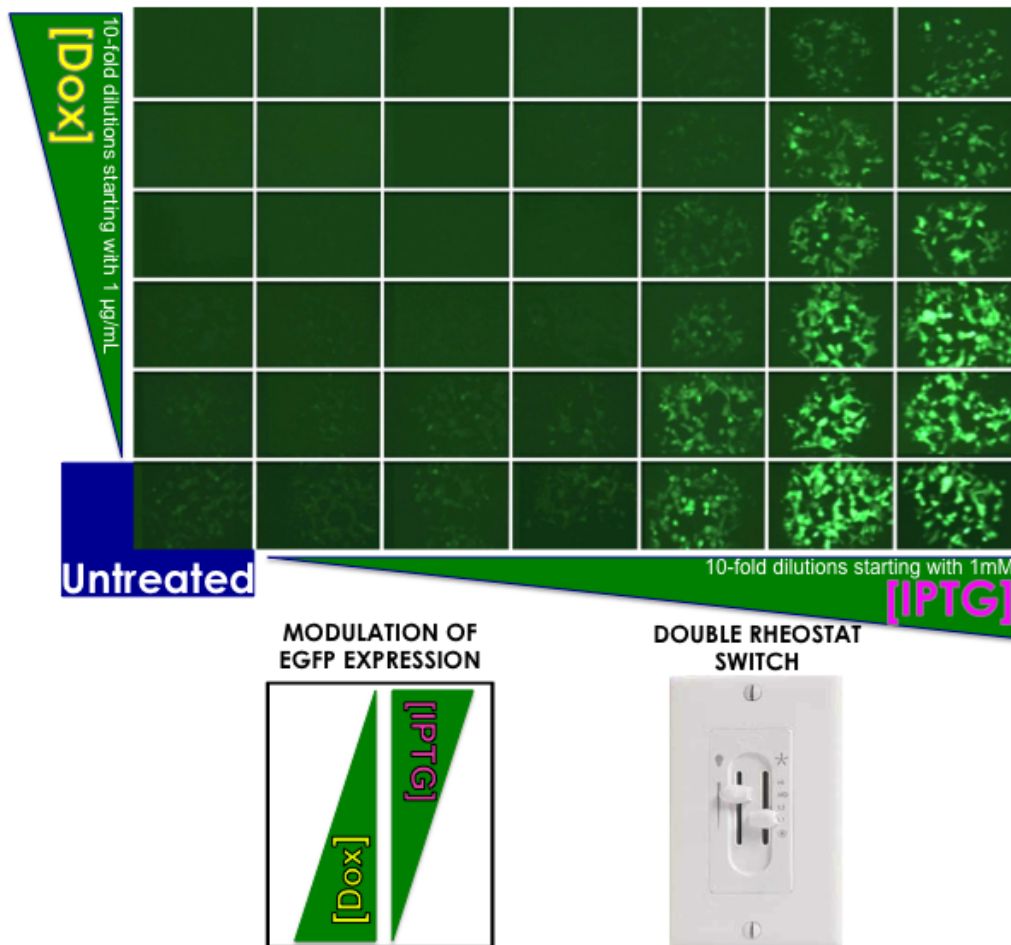 [Dox]
10-fold dilutions starting with 1 µg/mL
Untreated
10-fold dilutions starting with 1mM
[IPTG]
MODULATION OF
EGFP EXPRESSION
[Dox]
[IPTG]
DOUBLE RHEOSTAT
SWITCH